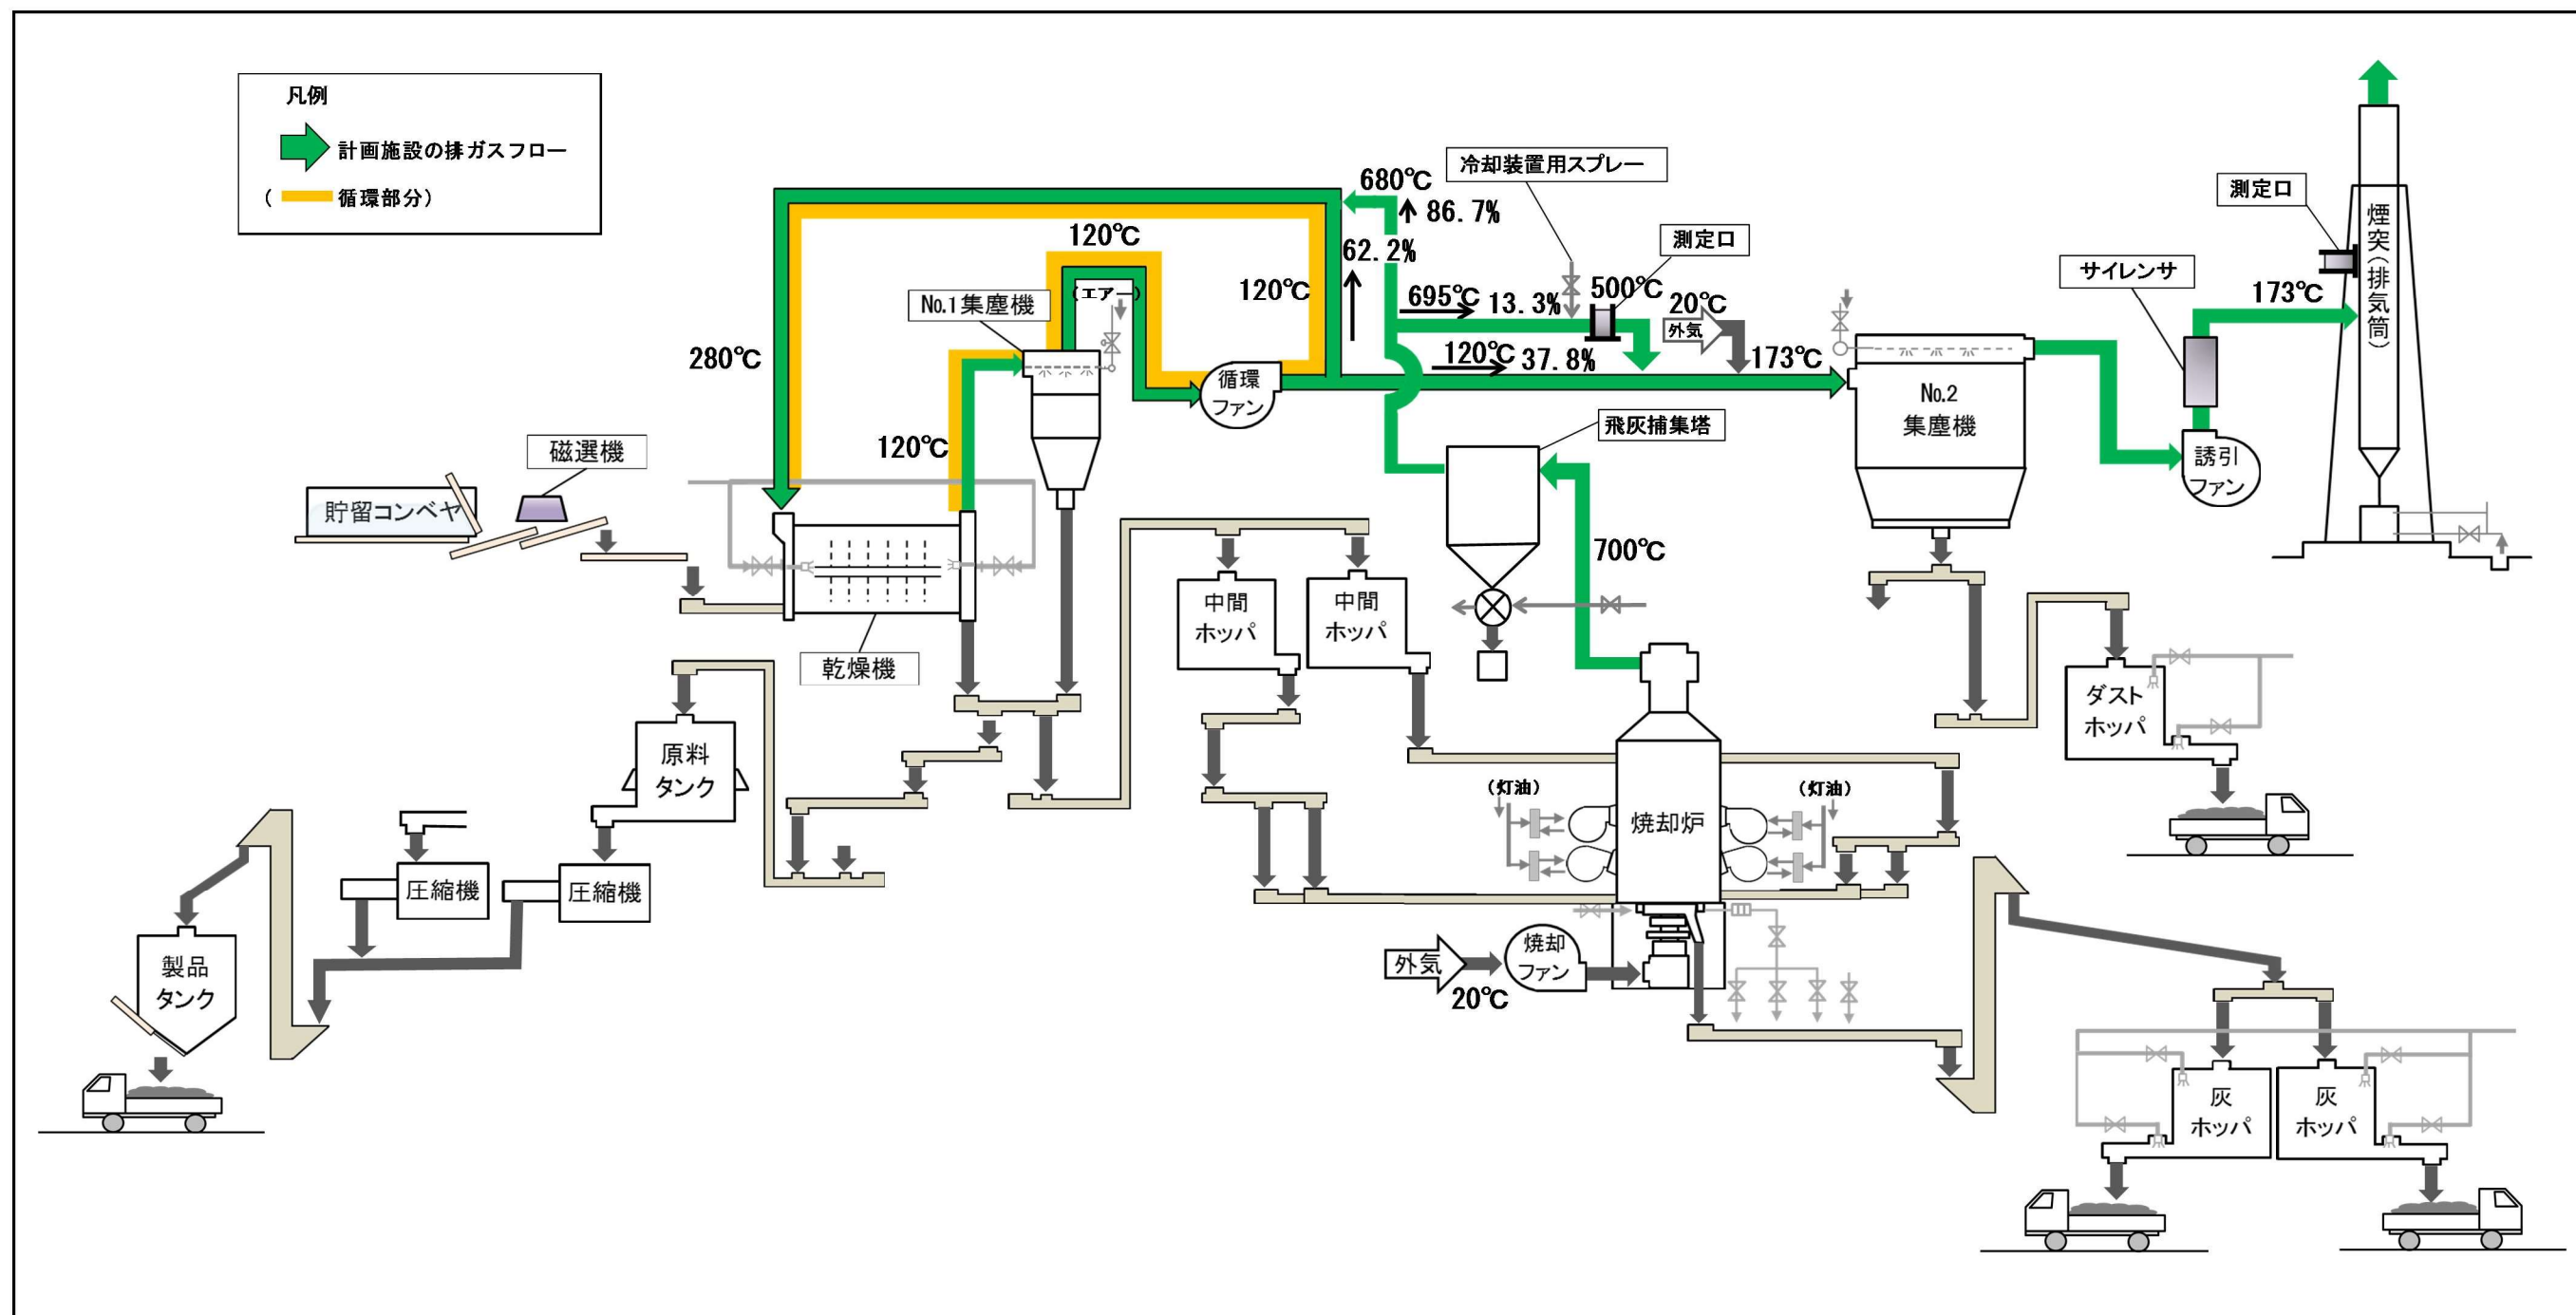 凡例
計画施設の排ガスフロー
( 循環部分)
冷却装置用スプレー
測定口
測定口
サイレンサ
煙突(排気筒)
680℃
86.7%
62.2%
120℃
120℃
(エアー)
No.1集塵機
280℃
120℃
695℃ 13.3%
500℃
20℃
外気
120℃ 37.8%
173℃
173℃
循環
ファン
No.2
集塵機
誘引
ファン
飛灰捕集塔
700℃
磁選機
貯留コンベヤ
乾燥機
中間
ホッパ
中間
ホッパ
原料
タンク
圧縮機
圧縮機
製品
タンク
(灯油)
(灯油)
焼却炉
外気
20℃
焼却
ファン
ダスト
ホッパ
灰
ホッパ
灰
ホッパ